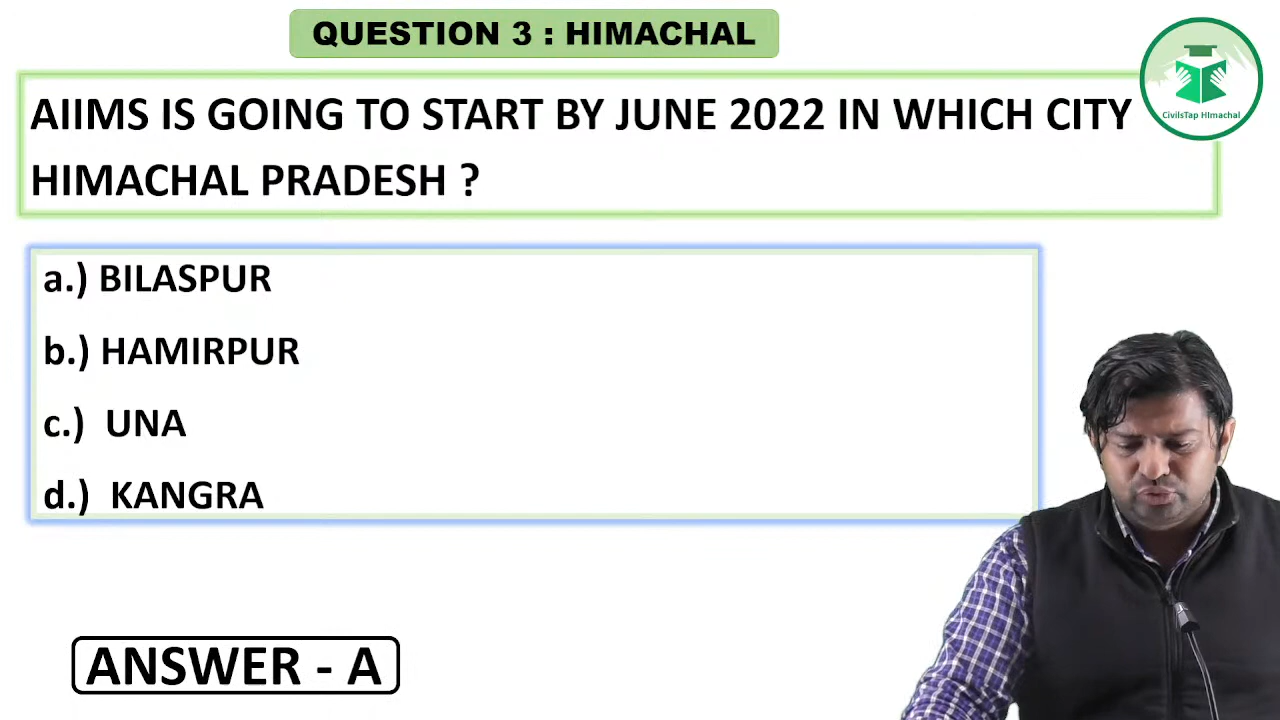 QUESTION 3 : HIMACHAL
CivilsTap HImachal
AIIMS IS GOING TO START BY JUNE 2022 IN WHICH CITY
HIMACHAL PRADESH ?
a.) BILASPUR
b.) HAMIRPUR
c.) UNA
d.) KANGRA
ANSWER - A